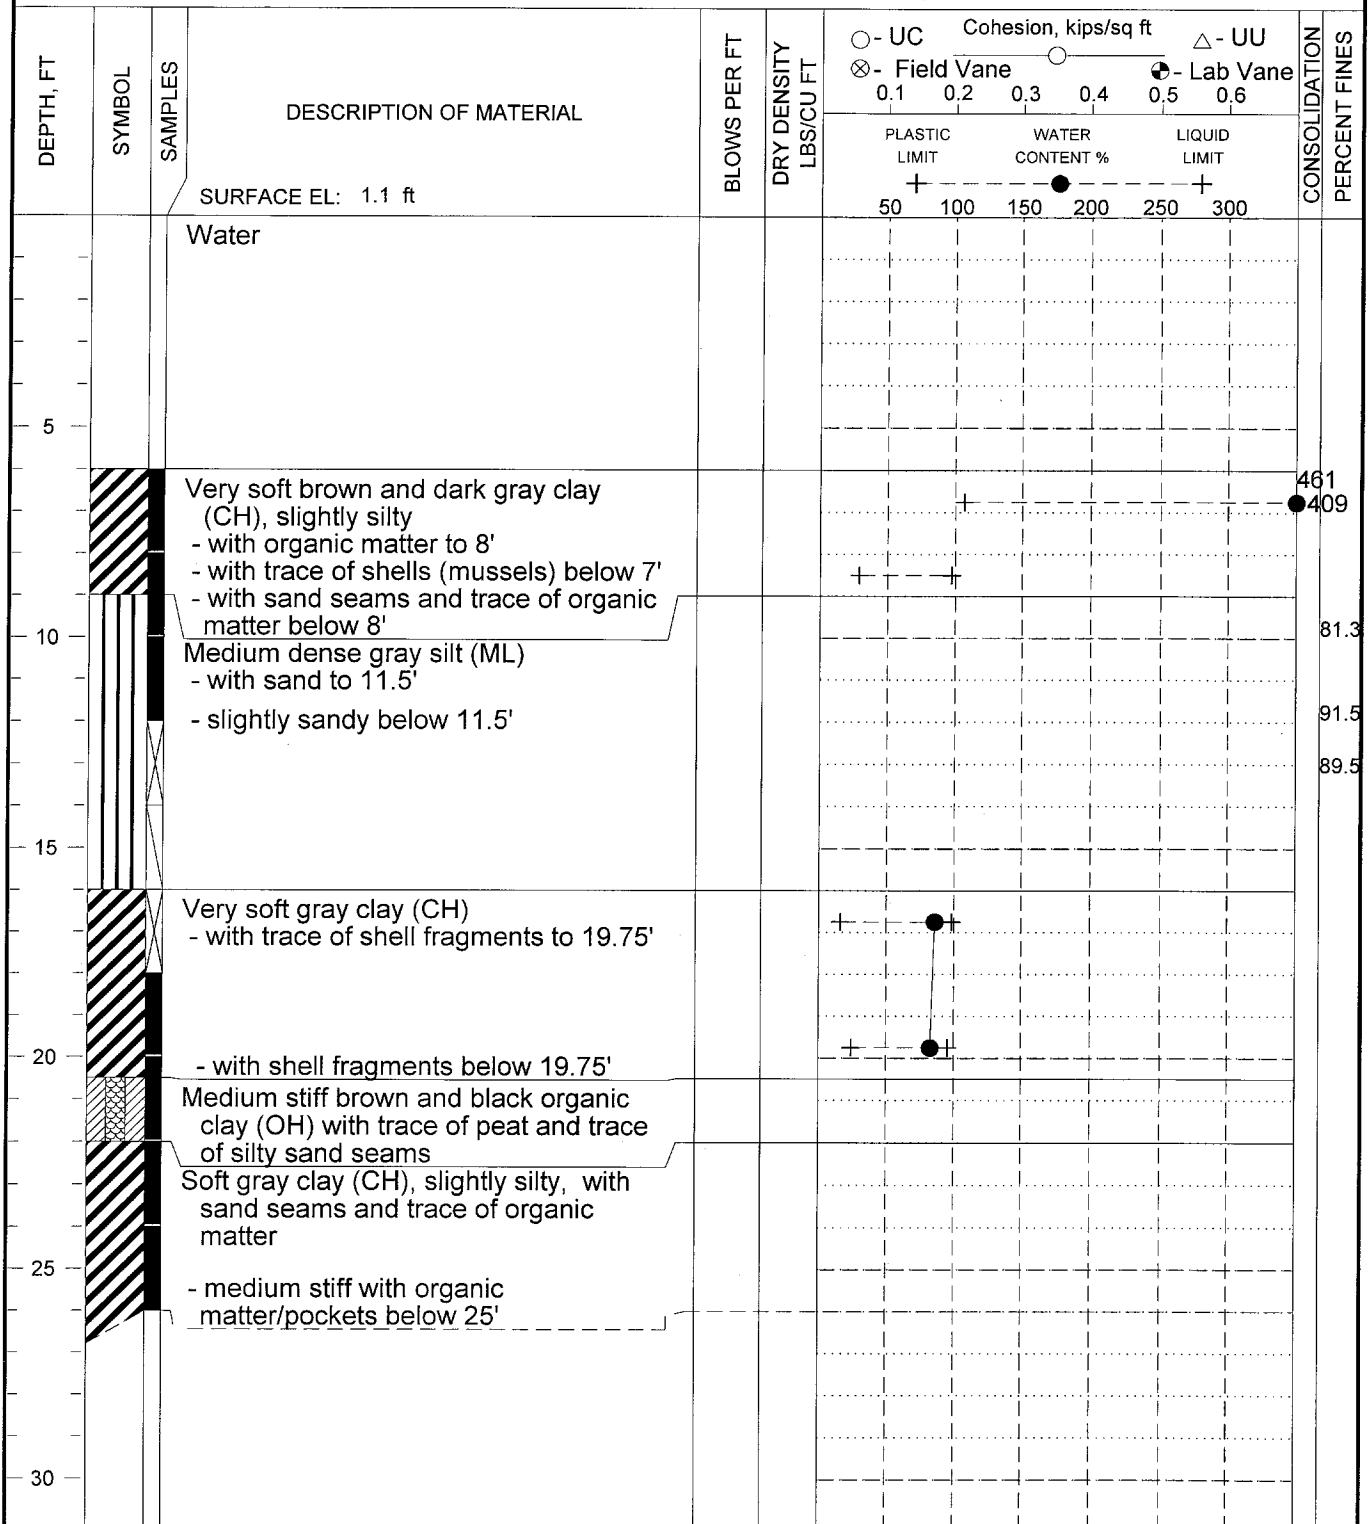 DEPTH, FT
SYMBOL
SAMPLES
DESCRIPTION OF MATERIAL
SURFACE EL: 1.1 ft
BLOWS PER FT
DRY DENSITY
LBS/CU FT
- UC
Cohesion, kips/sq ft
- UU
- Field Vane
- Lab Vane
0.1 0.2 0.3 0.4 0.5 0.6
PLASTIC
LIMIT
WATER
CONTENT %
LIQUID
LIMIT
50 100 150 200 250 300
CONSOLIDATION
PERCENT FINES
Water
5
461
409
Very soft brown and dark gray clay
(CH), slightly silty
- with organic matter to 8'
- with trace of shells (mussels) below 7'
- with sand seams and trace of organic
matter below 8'
10
81.3
Medium dense gray silt (ML)
- with sand to 11.5'
- slightly sandy below 11.5'
91.5
89.5
15
Very soft gray clay (CH)
- with trace of shell fragments to 19.75'
20
- with shell fragments below 19.75'
Medium stiff brown and black organic
clay (OH) with trace of peat and trace
of silty sand seams
Soft gray clay (CH), slightly silty, with
sand seams and trace of organic
matter
25
- medium stiff with organic
matter/pockets below 25'
30